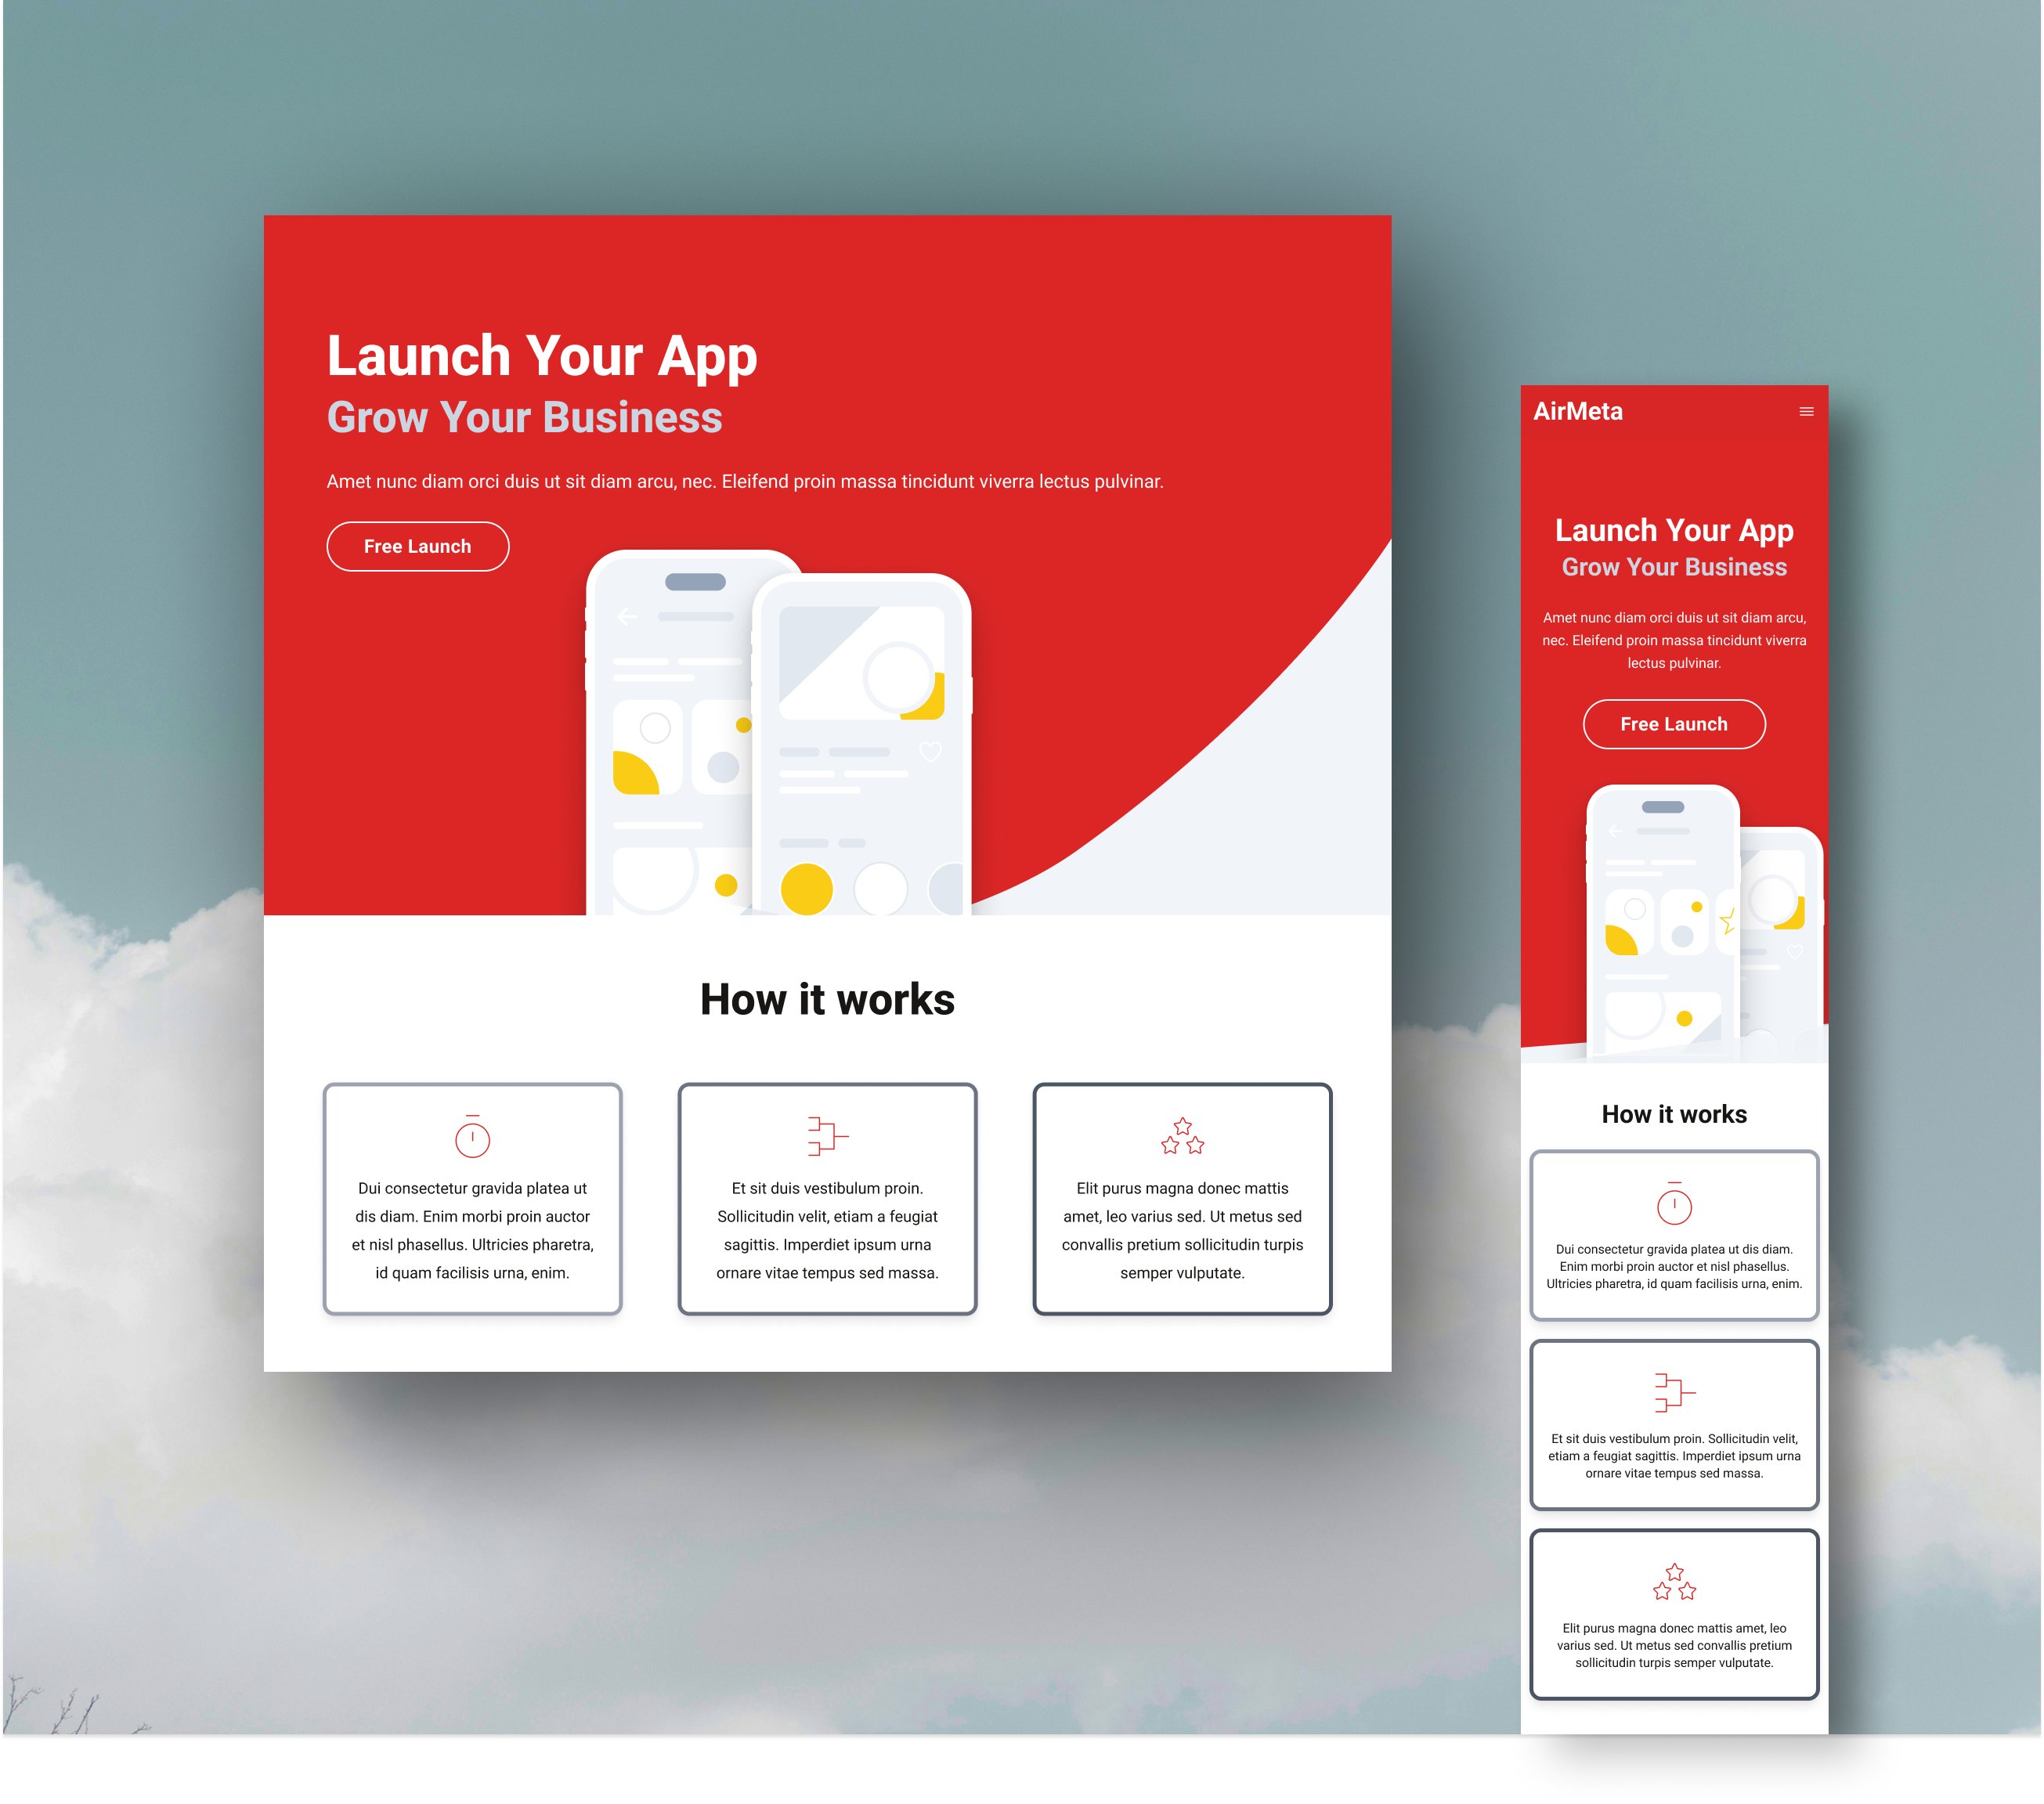 Launch Your App
Grow Your Business
Amet nunc diam orci duis ut sit diam arcu, nec. Eleifend proin massa tincidunt viverra lectus pulvinar.
Free Launch
How it works
Dui consectetur gravida platea ut
dis diam. Enim morbi proin auctor
et nisl phasellus. Ultricies pharetra,
id quam facilisis urna, enim.
Et sit duis vestibulum proin.
Sollicitudin velit, etiam a feugiat
sagittis. Imperdiet ipsum urna
ornare vitae tempus sed massa.
Elit purus magna donec mattis
amet, leo varius sed. Ut metus sed
convallis pretium sollicitudin turpis
semper vulputate.
AirMeta
Launch Your App
Grow Your Business
Amet nunc diam orci duis ut sit diam arcu,
nec. Eleifend proin massa tincidunt viverra
lectus pulvinar.
Free Launch
How it works
Dui consectetur gravida platea ut dis diam.
Enim morbi proin auctor et nisl phasellus.
Ultricies pharetra, id quam facilisis urna, enim.
Et sit duis vestibulum proin. Sollicitudin velit,
etiam a feugiat sagittis. Imperdiet ipsum urna
ornare vitae tempus sed massa.
Elit purus magna donec mattis amet, leo
varius sed. Ut metus sed convallis pretium
sollicitudin turpis semper vulputate.